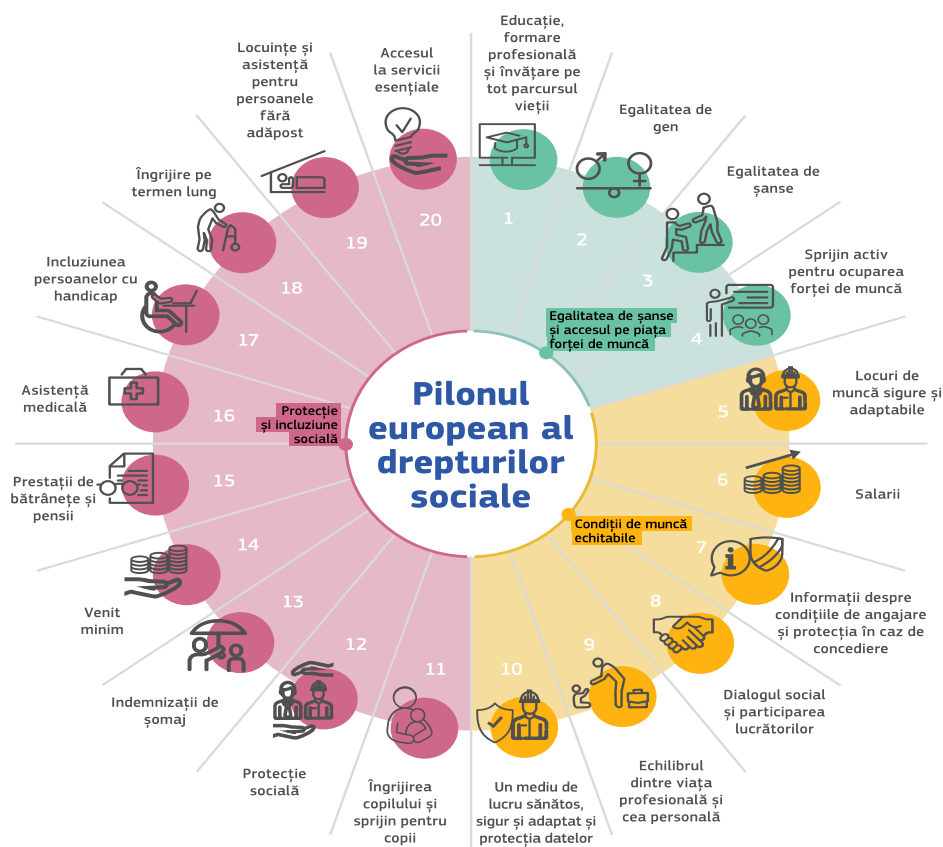 Pilonul
european al
drepturilor
sociale
Egalitatea de șanse
și accesul pe piața
forței de muncă
1
Educație,
formare
profesională
și învățare pe
tot parcursul
vieții
2
Egalitatea de
gen
3
Egalitatea de
șanse
4
Sprijin activ
pentru ocuparea
forței de muncă
Condiții de muncă
echitabile
5
Locuri de
muncă sigure și
adaptabile
6
Salarii
7
Informații despre
condițiile de angajare
și protecția în caz de
concediere
8
Dialogul social
și participarea
lucrătorilor
9
Echilibrul
dintre viața
profesională și
cea personală
10
Un mediu de
lucru sănătos,
sigur și adaptat și
protecția datelor
Protecție
și incluziune
socială
11
Îngrijirea
copilului și
sprijin pentru
copii
12
Protecție
socială
13
Indemnizații de
șomaj
14
Venit
minim
15
Prestații de
bătrânețe și
pensii
16
Asistență
medicală
17
Incluziunea
persoanelor cu
handicap
18
Îngrijire pe
termen lung
19
Locuințe și
asistență
pentru
persoanele
fără
adăpost
20
Accesul
la servicii
esențiale